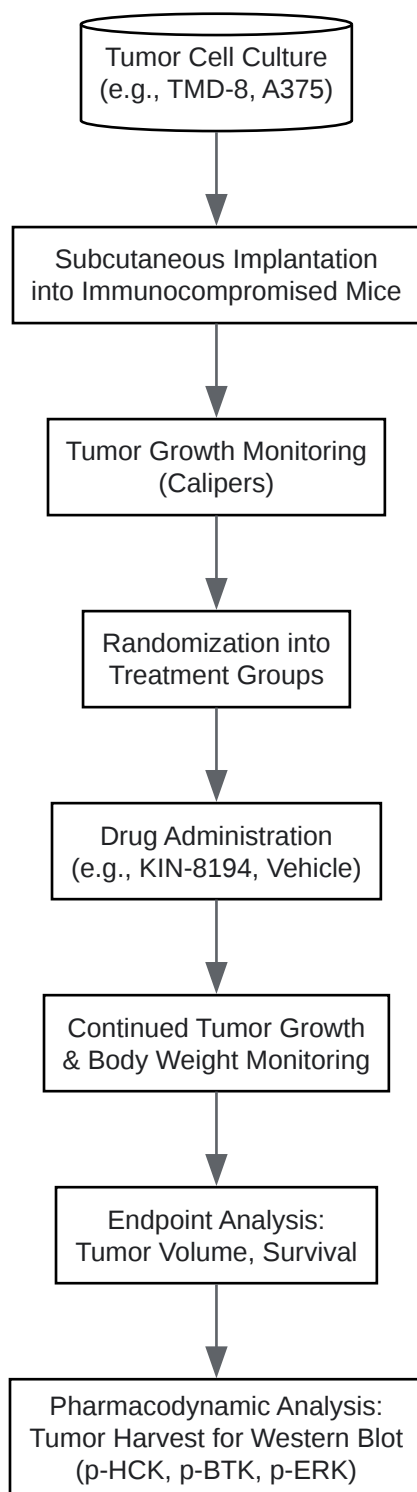 Tumor Cell Culture
(e.g., TMD-8, A375)
Subcutaneous Implantation
into Immunocompromised Mice
Tumor Growth Monitoring
(Calipers)
Randomization into
Treatment Groups
Drug Administration
(e.g., KIN-8194, Vehicle)
Continued Tumor Growth
& Body Weight Monitoring
Endpoint Analysis:
Tumor Volume, Survival
Pharmacodynamic Analysis:
Tumor Harvest for Western Blot
(p-HCK, p-BTK, p-ERK)